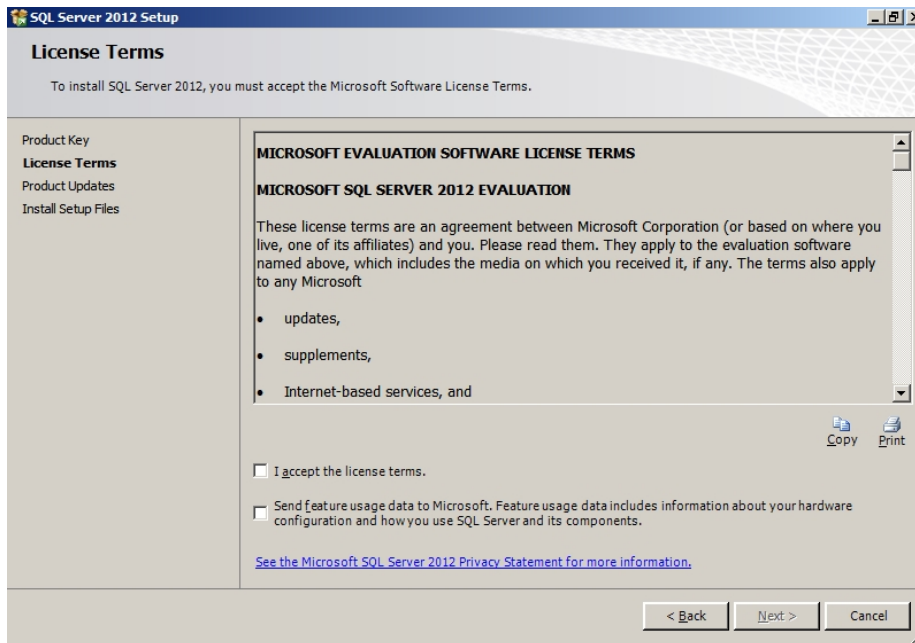 SQL Server 2012 Setup
License Terms
To install SQL Server 2012, you must accept the Microsoft Software License Terms.
Product Key
License Terms
Product Updates
Install Setup Files
MICROSOFT EVALUATION SOFTWARE LICENSE TERMS
MICROSOFT SQL SERVER 2012 EVALUATION
These license terms are an agreement between Microsoft Corporation (or based on where you
live, one of its affiliates) and you. Please read them. They apply to the evaluation software
named above, which includes the media on which you received it, if any. The terms also apply
to any Microsoft
• updates,
• supplements,
• Internet-based services, and
Copy Print
I accept the license terms.
Send feature usage data to Microsoft. Feature usage data includes information about your hardware
configuration and how you use SQL Server and its components.
See the Microsoft SQL Server 2012 Privacy Statement for more information.
< Back Next > Cancel